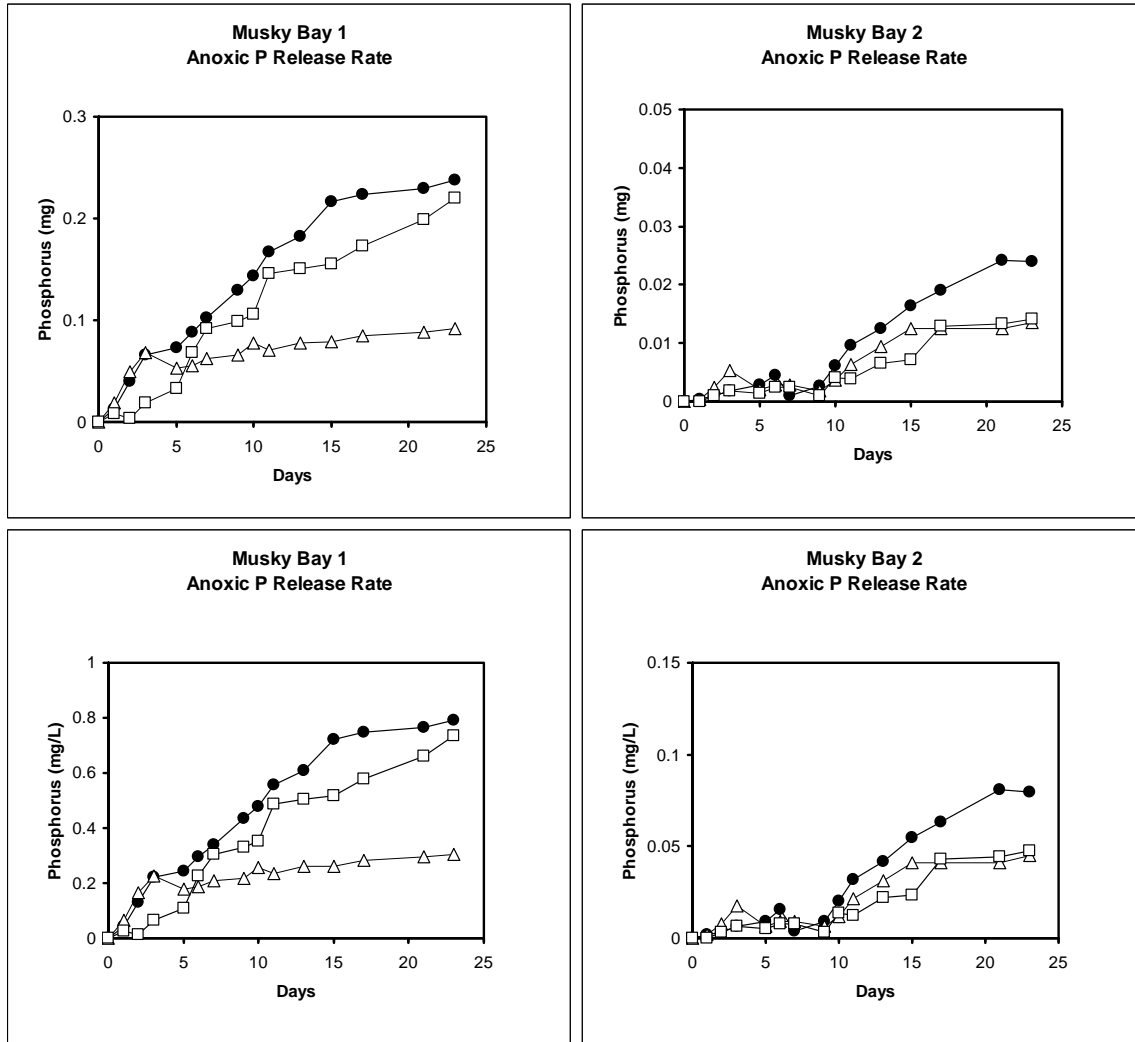 Musky Bay 1
Anoxic P Release Rate
0.3
0.2
0.1
0
Phosphorus (mg)
0 5 10 15 20 25
Days
Musky Bay 2
Anoxic P Release Rate
0.05
0.04
0.03
0.02
0.01
0
Phosphorus (mg)
0 5 10 15 20 25
Days
Musky Bay 1
Anoxic P Release Rate
1
0.8
0.6
0.4
0.2
0
Phosphorus (mg/L)
0 5 10 15 20 25
Days
Musky Bay 2
Anoxic P Release Rate
0.15
0.1
0.05
0
Phosphorus (mg/L)
0 5 10 15 20 25
Days